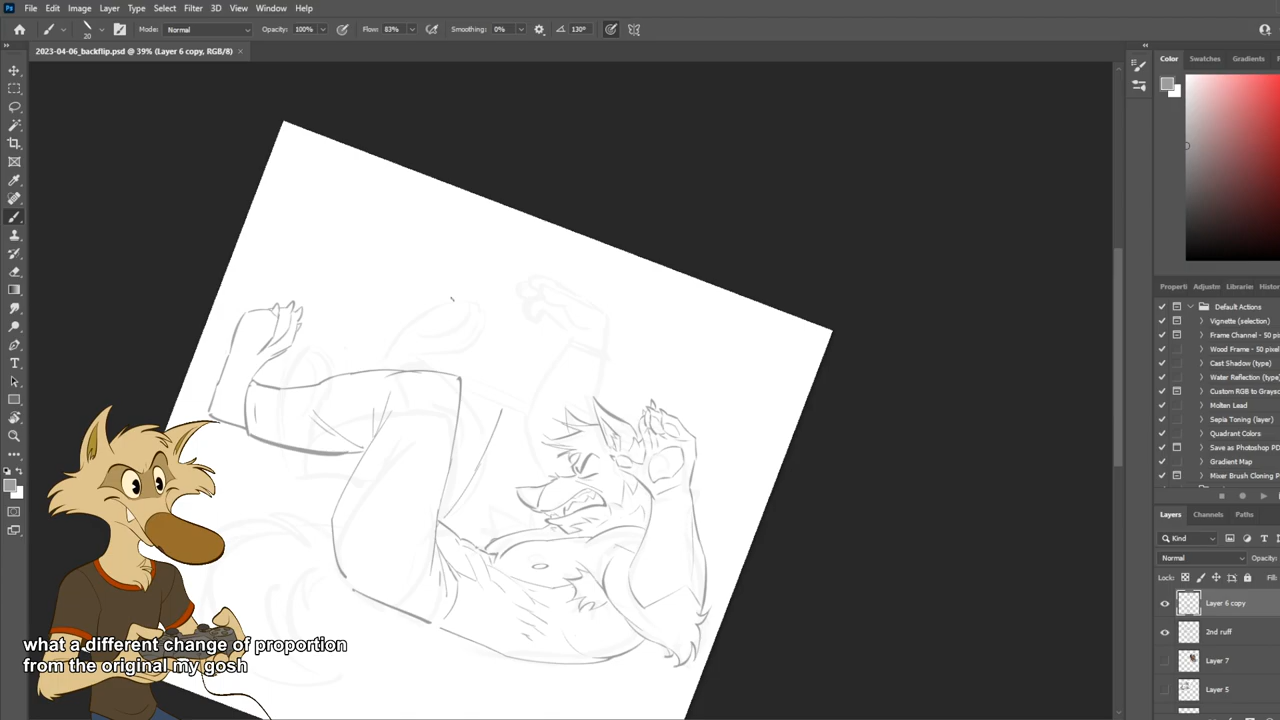 File Edit Image Layer Type Select Filter 3D View Window Help
20 Mode: Normal Opacity: 100% Flow: 83% Smoothing: 0% 130°
2023-04-06_backflip.psd @ 39% (Layer 6 copy, RGB/8) ×
Color Swatches Gradients
Properti Adjustm Librarie Histor
Default Actions
Vignette (selection)
Frame Channel - 50 pi
Wood Frame - 50 pixel
Cast Shadow (type)
Water Reflection (type)
Custom RGB to Graysc
Molten Lead
Sepia Toning (layer)
Quadrant Colors
Save as Photoshop PD
Gradient Map
Mixer Brush Cloning P
Layers Channels Paths
Kind
Normal Opacity:
Lock: Fill:
Layer 6 copy
2nd ruff
Layer 7
Layer 5
what a different change of proportion
from the original my gosh